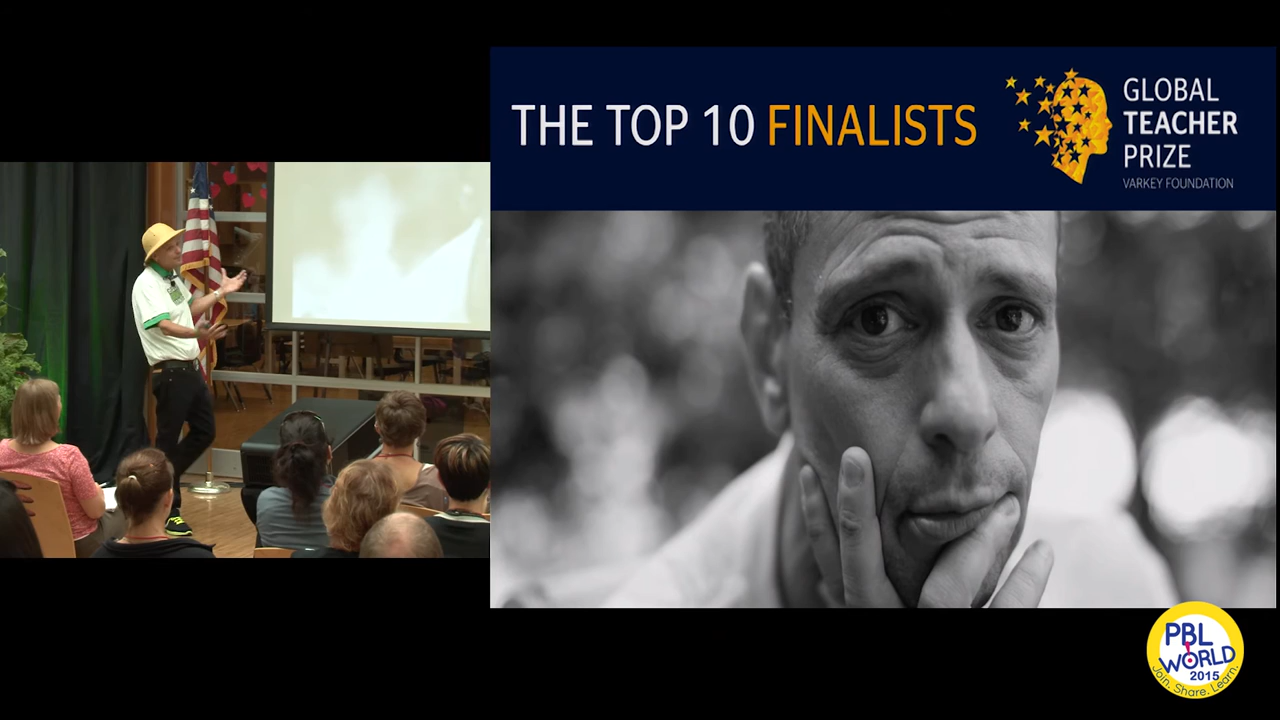 THE TOP 10 FINALISTS
GLOBAL
TEACHER
PRIZE
VARKEY FOUNDATION
PBL
WORLD
2015
Join. Share. Learn.